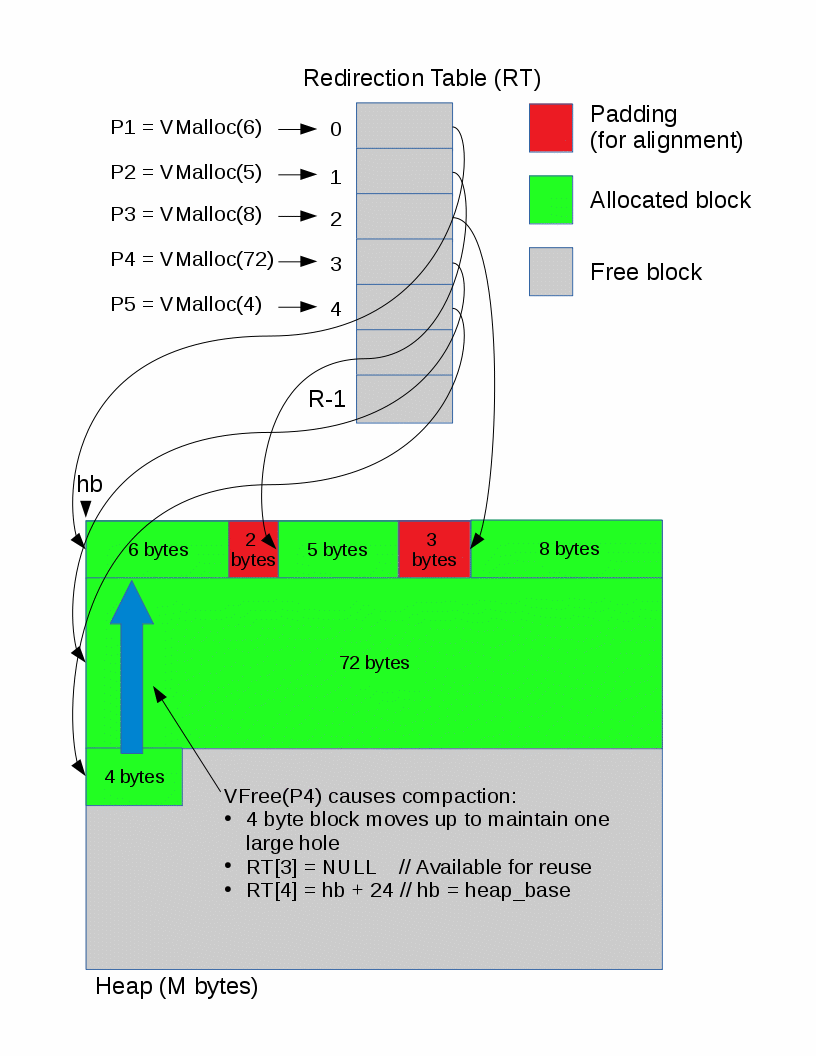 Redirection Table (RT)
P1 = VMalloc(6)
0
P2 = VMalloc(5)
1
P3 = VMalloc(8)
2
P4 = VMalloc(72)
3
P5 = VMalloc(4)
4
R-1
Padding
(for alignment)
Allocated block
Free block
hb
6 bytes
2
bytes
5 bytes
3
bytes
8 bytes
72 bytes
4 bytes
VFree(P4) causes compaction:
• 4 byte block moves up to maintain one
large hole
• RT[3] = NULL // Available for reuse
• RT[4] = hb + 24 // hb = heap_base
Heap (M bytes)